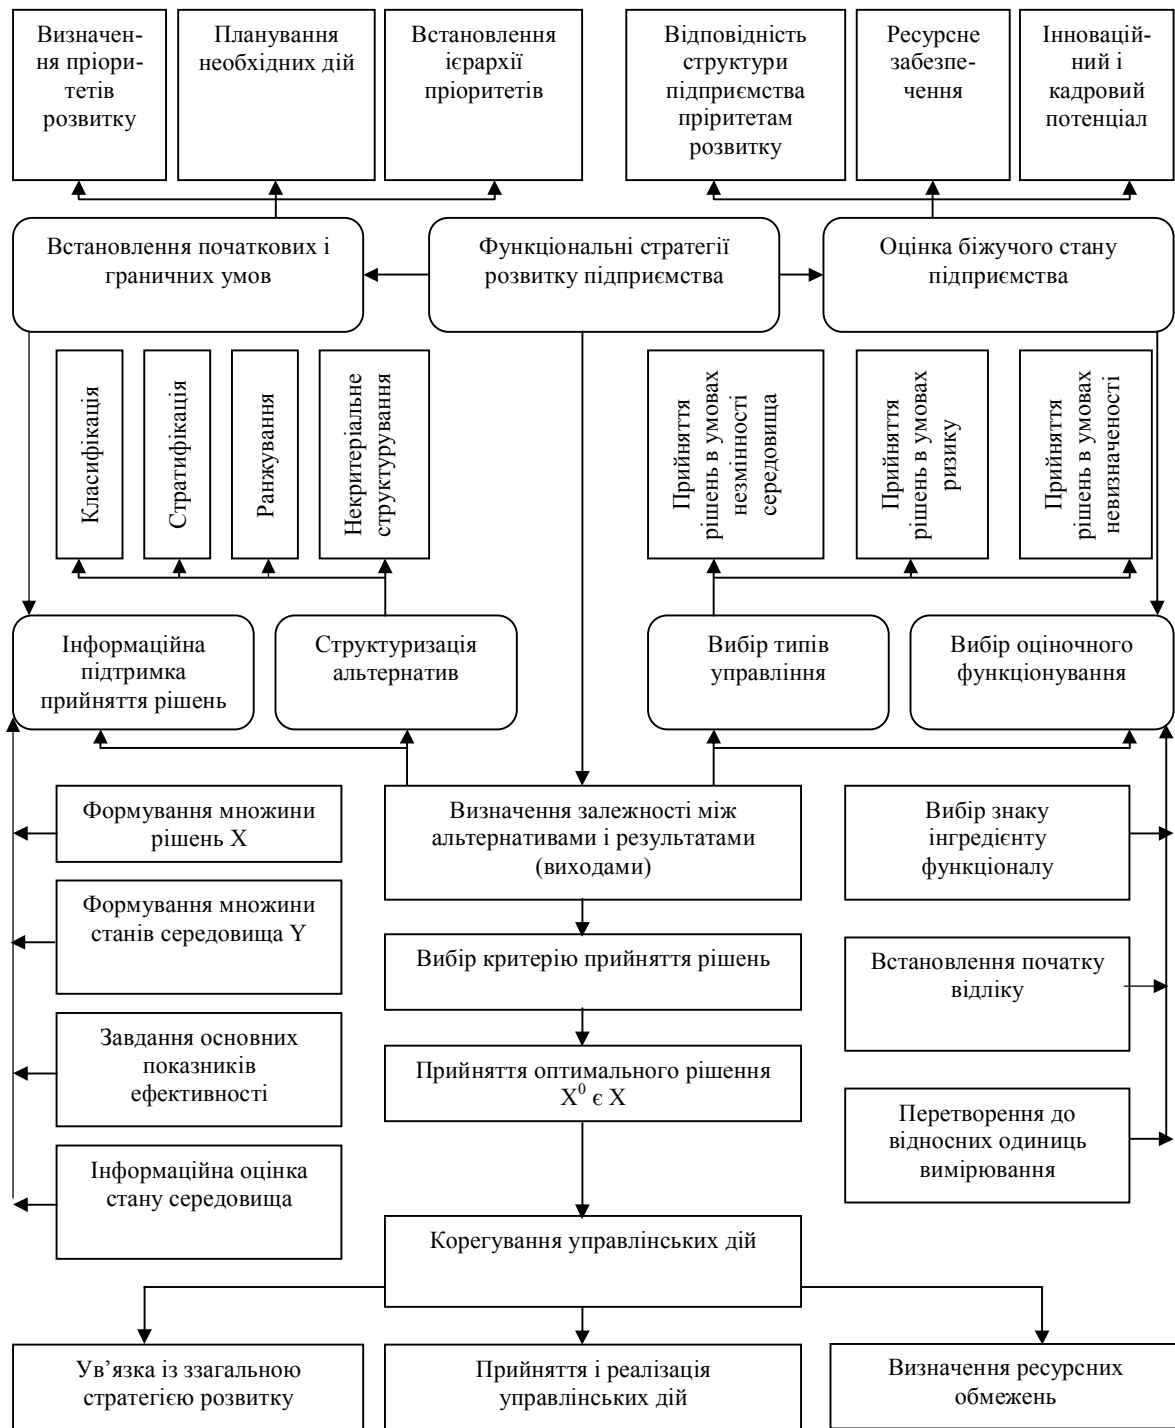 Визначен-
ня пріори-
тетів
розвитку
Планування
необхідних дій
Встановлення
ієрархії
пріоритетів
Відповідність
структури
підприємства
пріритетам
розвитку
Ресурсне
забезпе-
чення
Інновацій-
ний і
кадровий
потенціал
Встановлення початкових і
граничних умов
Функціональні стратегії
розвитку підприємства
Оцінка біжучого стану
підприємства
Класифікація
Стратифікація
Ранжування
Некритеріальне
структурування
Прийняття
рішень в умовах
незмінності
середовища
Прийняття
рішень в умовах
ризику
Прийняття
рішень в умовах
невизначеності
Інформаційна
підтримка
прийняття рішень
Структуризація
альтернатив
Вибір типів
управління
Вибір оціночного
функціонування
Формування множини
рішень X
Формування множини
станів середовища Y
Завдання основних
показників
ефективності
Інформаційна оцінка
стану середовища
Визначення залежності між
альтернативами і результатами
(виходами)
Вибір критерію прийняття рішень
Прийняття оптимального рішення
X⁰ є X
Вибір знаку
інгредієнту
функціоналу
Встановлення початку
відліку
Перетворення до
відносних одиниць
вимірювання
Корегування управлінських дій
Ув’язка із ззагальною
стратегією розвитку
Прийняття і реалізація
управлінських дій
Визначення ресурсних
обмежень